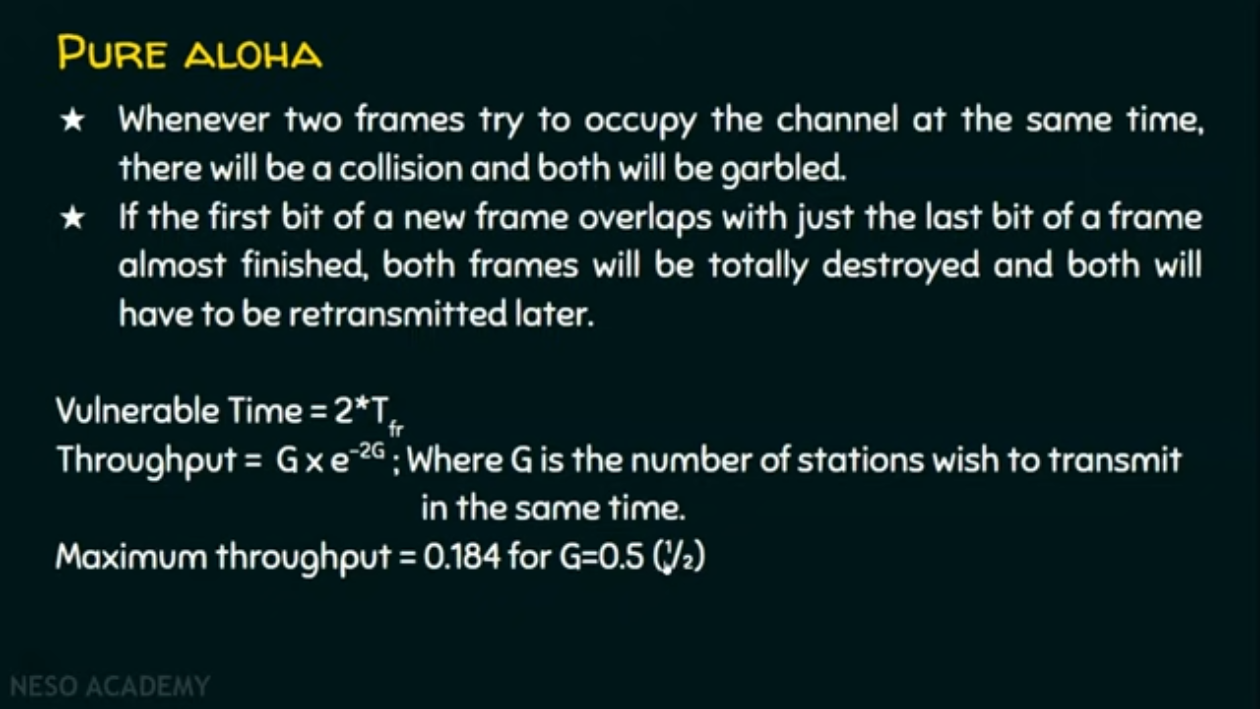 PURE ALOHA
★ Whenever two frames try to occupy the channel at the same time,
there will be a collision and both will be garbled.
★ If the first bit of a new frame overlaps with just the last bit of a frame
almost finished, both frames will be totally destroyed and both will
have to be retransmitted later.
Vulnerable Time = 2*Tfr
Throughput = G x e⁻²ᴳ ; Where G is the number of stations wish to transmit
in the same time.
Maximum throughput = 0.184 for G=0.5 (½)
NESO ACADEMY